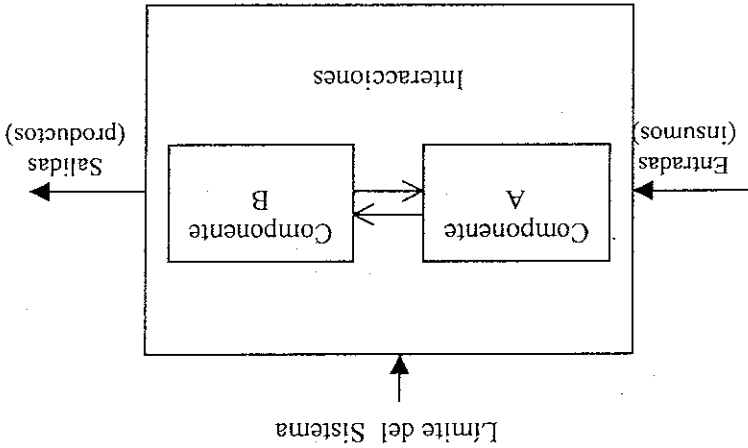 Interacciones
Entradas
(insumos)
Componente
A
Componente
B
Salidas
(productos)
Límite del Sistema